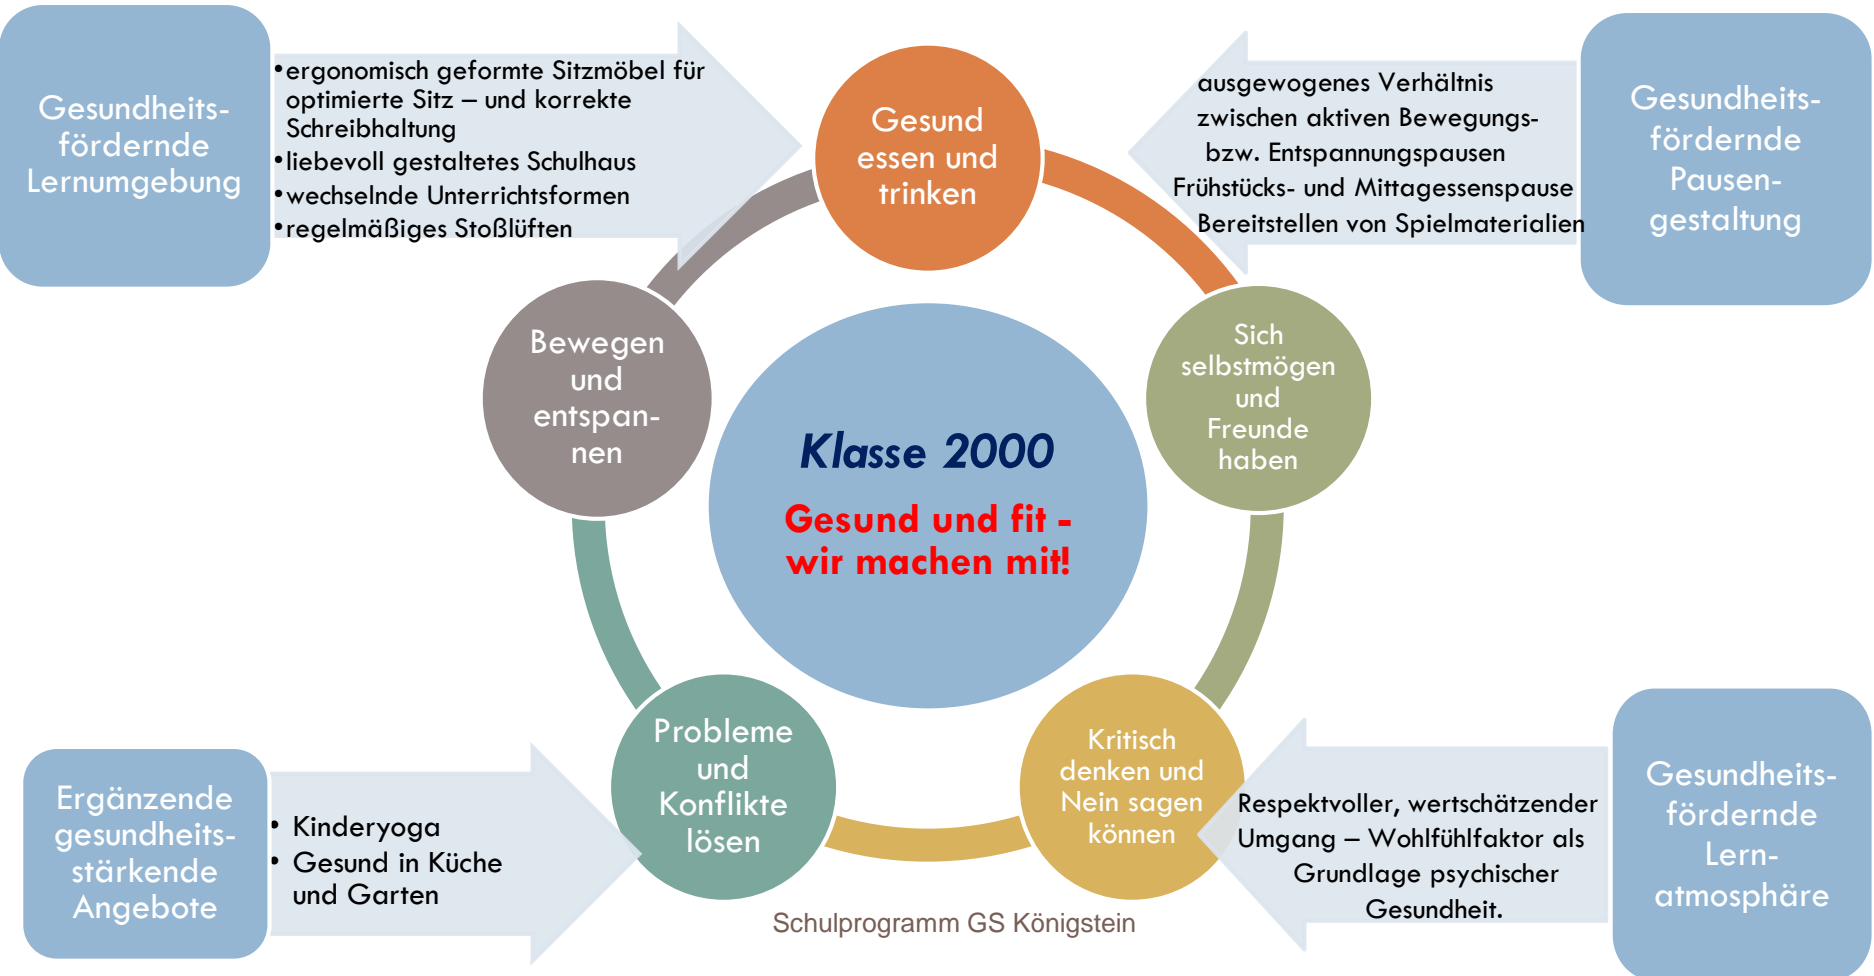 Gesundheits-
fördernde
Lernumgebung
•ergonomisch geformte Sitzmöbel für
optimierte Sitz – und korrekte
Schreibhaltung
•liebevoll gestaltetes Schulhaus
•wechselnde Unterrichtsformen
•regelmäßiges Stoßlüften
Gesund
essen und
trinken
ausgewogenes Verhältnis
zwischen aktiven Bewegungs-
bzw. Entspannungspausen
Frühstücks- und Mittagessenspause
Bereitstellen von Spielmaterialien
Gesundheits-
fördernde
Pausen-
gestaltung
Bewegen
und
entspan-
nen
Klasse 2000
Gesund und fit -
wir machen mit!
Sich
selbstmögen
und
Freunde
haben
Ergänzende
gesundheits-
stärkende
Angebote
• Kinderyoga
• Gesund in Küche
und Garten
Probleme
und
Konflikte
lösen
Kritisch
denken und
Nein sagen
können
Respektvoller, wertschätzender
Umgang – Wohlfühlfaktor als
Grundlage psychischer
Gesundheit.
Gesundheits-
fördernde
Lern-
atmosphäre
Schulprogramm GS Königstein